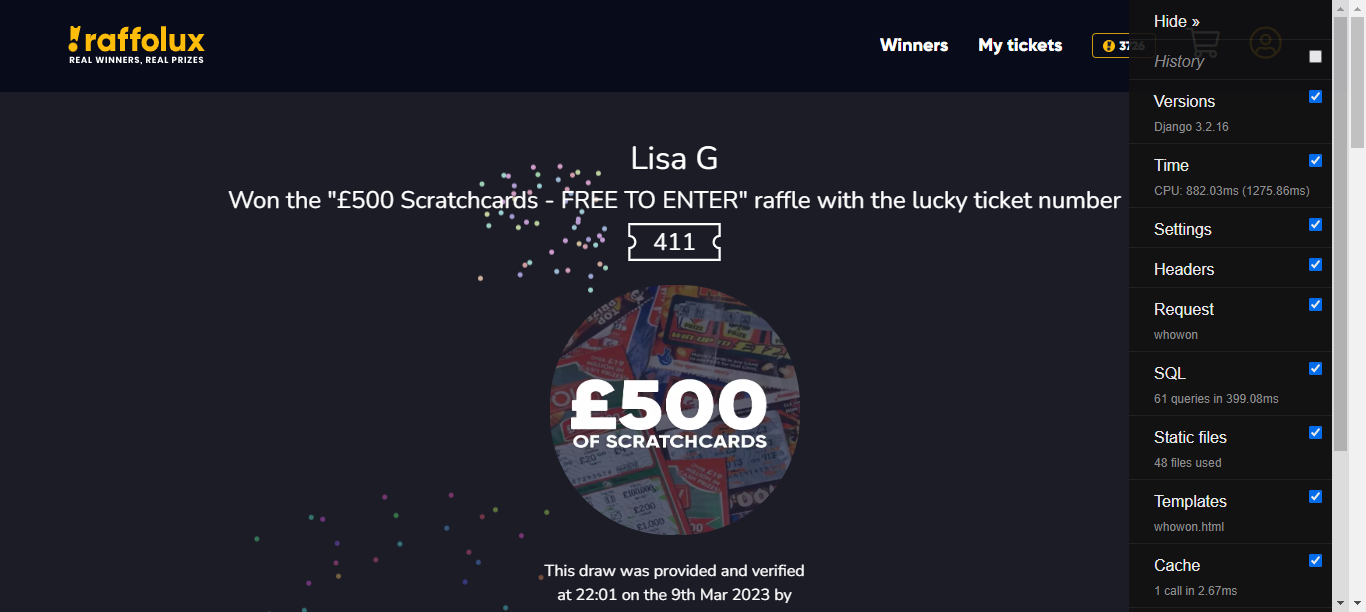 raffolux
REAL WINNERS, REAL PRIZES
Winners
My tickets
3726
Lisa G
Won the "£500 Scratchcards - FREE TO ENTER" raffle with the lucky ticket number
411
£500
OF SCRATCHCARDS
This draw was provided and verified
at 22:01 on the 9th Mar 2023 by
Hide »
History
Versions
Django 3.2.16
Time
CPU: 882.03ms (1275.86ms)
Settings
Headers
Request
whowon
SQL
61 queries in 399.08ms
Static files
48 files used
Templates
whowon.html
Cache
1 call in 2.67ms